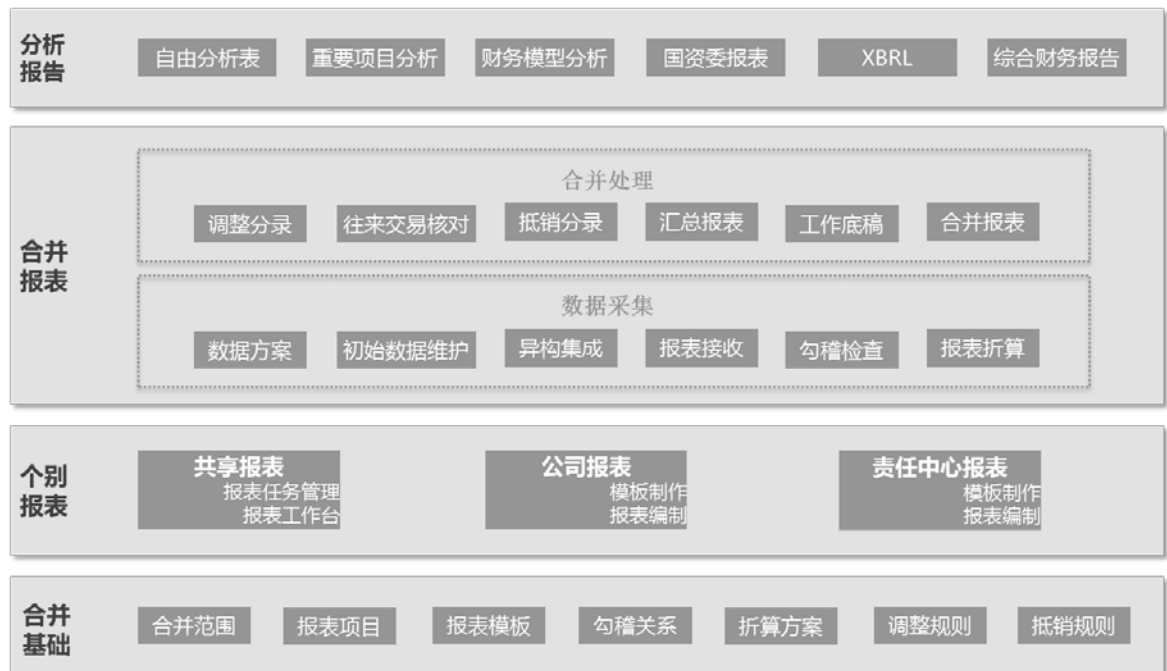 分析
报告
自由分析表 重要项目分析 财务模型分析 国资委报表 XBRL 综合财务报告
合并
报表
合并处理
调整分录 往来交易核对 抵销分录 汇总报表 工作底稿 合并报表
数据采集
数据方案 初始数据维护 异构集成 报表接收 勾稽检查 报表折算
个别
报表
共享报表
报表任务管理
报表工作台
公司报表
模板制作
报表编制
责任中心报表
模板制作
报表编制
合并
基础
合并范围 报表项目 报表模板 勾稽关系 折算方案 调整规则 抵销规则